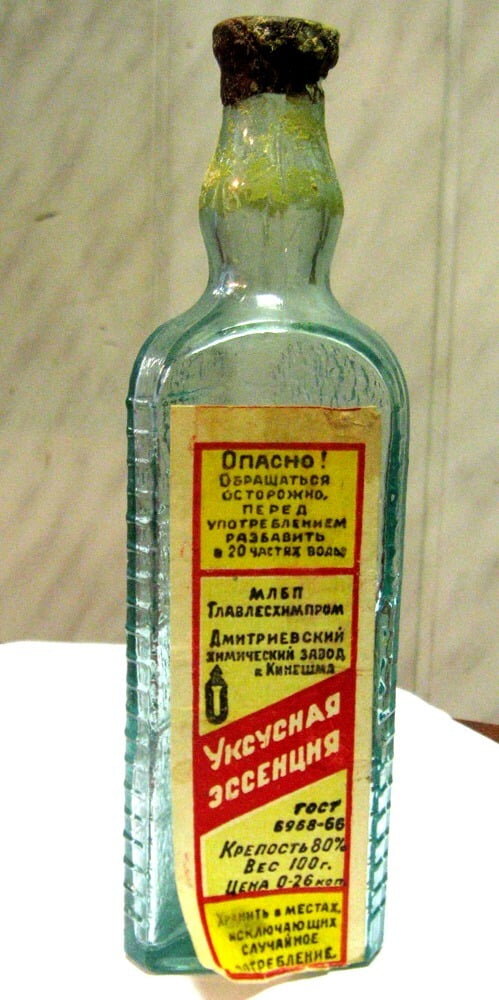 ОПАСНО!
ОБРАЩАТЬСЯ
ОСТОРОЖНО,
ПЕРЕД
УПОТРЕБЛЕНИЕМ
РАЗБАВИТЬ
в 20 ЧАСТЯХ ВОДЫ
МЛБП
ГЛАВЛЕСХИМПРОМ
ДМИТРИЕВСКИЙ
ХИМИЧЕСКИЙ ЗАВОД
г. КИНЕШМА
УКСУСНАЯ
ЭССЕНЦИЯ
ГОСТ
6968-66
КРЕПОСТЬ 80%
ВЕС 100г.
ЦЕНА 0-26 коп.
ХРАНИТЬ в МЕСТАХ,
ИСКЛЮЧАЮЩИХ
СЛУЧАЙНОЕ
ПОТРЕБЛЕНИЕ.